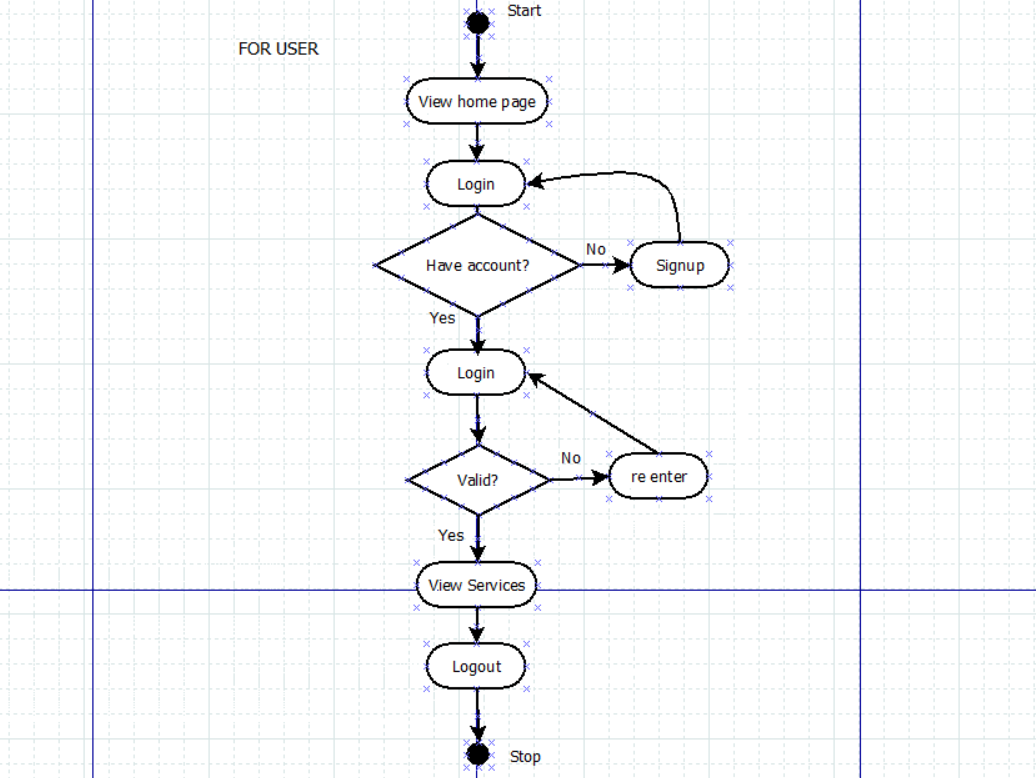 Start
FOR USER
View home page
Login
Have account?
No
Signup
Yes
Login
Valid?
No
re enter
Yes
View Services
Logout
Stop